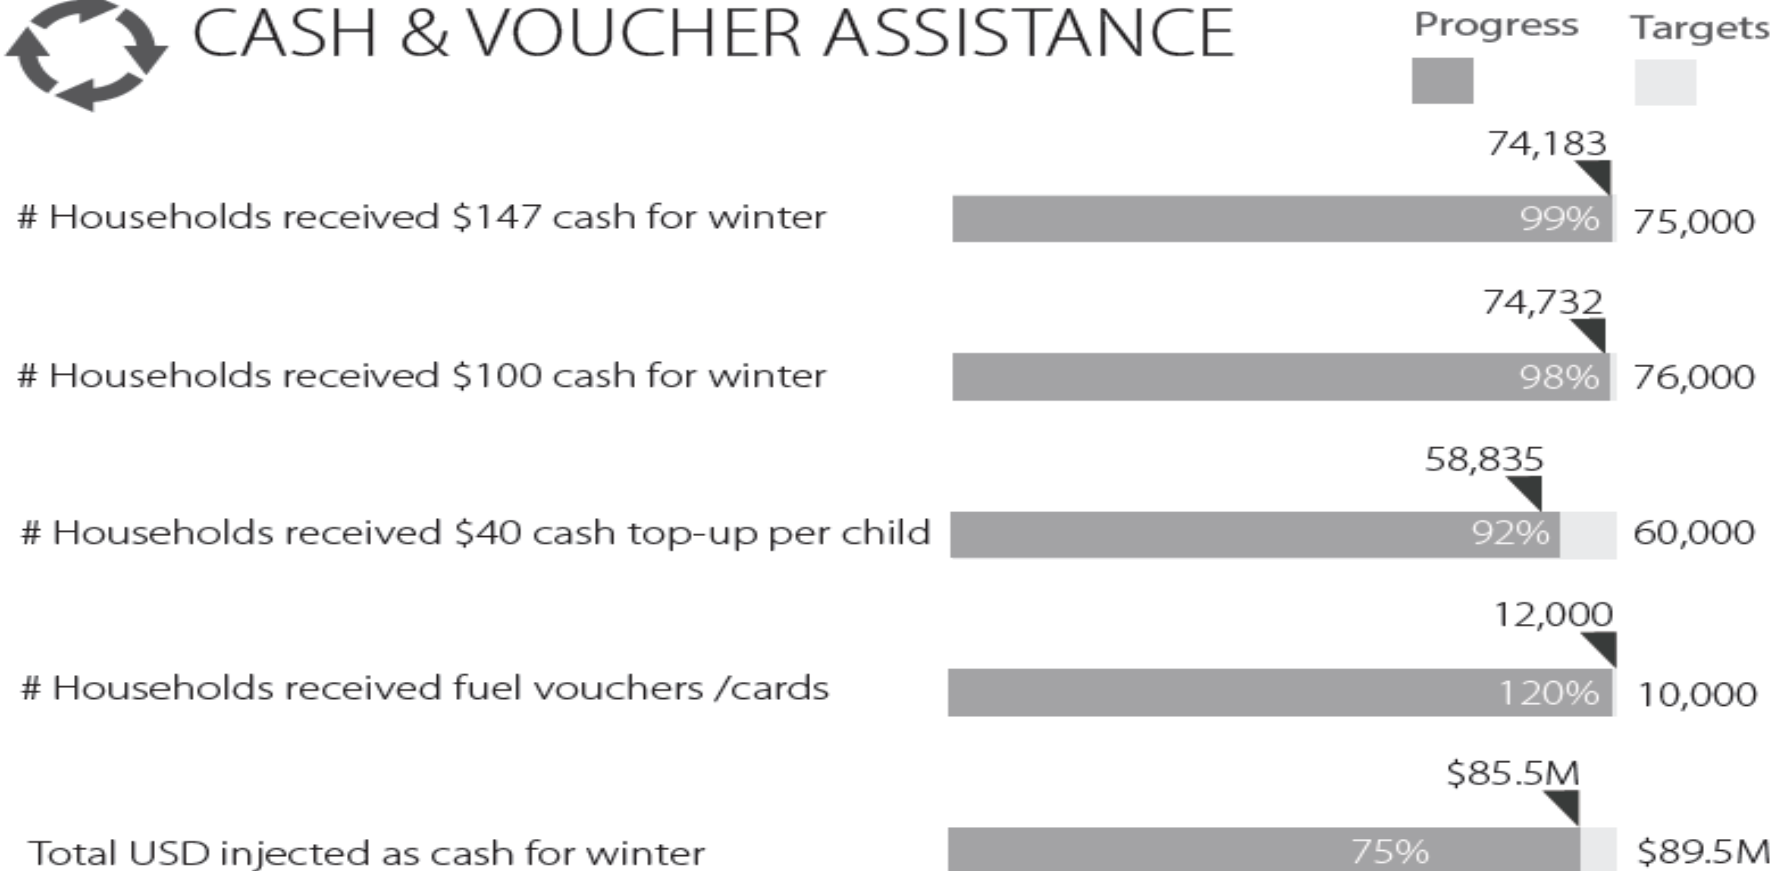 CASH & VOUCHER ASSISTANCE
Progress Targets
74,183
# Households received $147 cash for winter 99% 75,000
74,732
# Households received $100 cash for winter 98% 76,000
58,835
# Households received $40 cash top-up per child 92% 60,000
12,000
# Households received fuel vouchers /cards 120% 10,000
$85.5M
Total USD injected as cash for winter 75% $89.5M